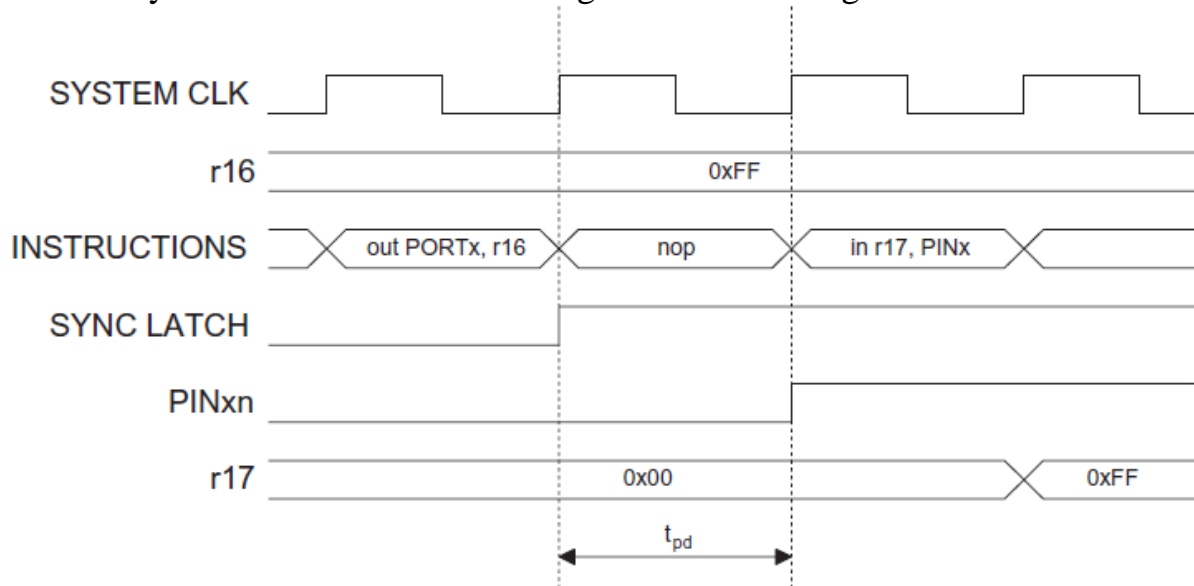 SYSTEM CLK
r16
0xFF
INSTRUCTIONS
out PORTx, r16
nop
in r17, PINx
SYNC LATCH
PINxn
r17
0x00
0xFF
tpd